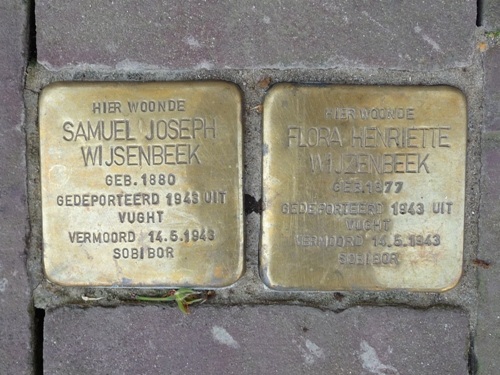 HIER WOONDE
SAMUEL JOSEPH
WIJSENBEEK
GEB. 1880
GEDEPORTEERD 1943 UIT
VUGHT
VERMOORD 14.5.1943
SOBIBOR
HIER WOONDE
FLORA HENRIETTE
WIJZENBEEK
GEB. 1877
GEDEPORTEERD 1943 UIT
VUGHT
VERMOORD 14.5.1943
SOBIBOR